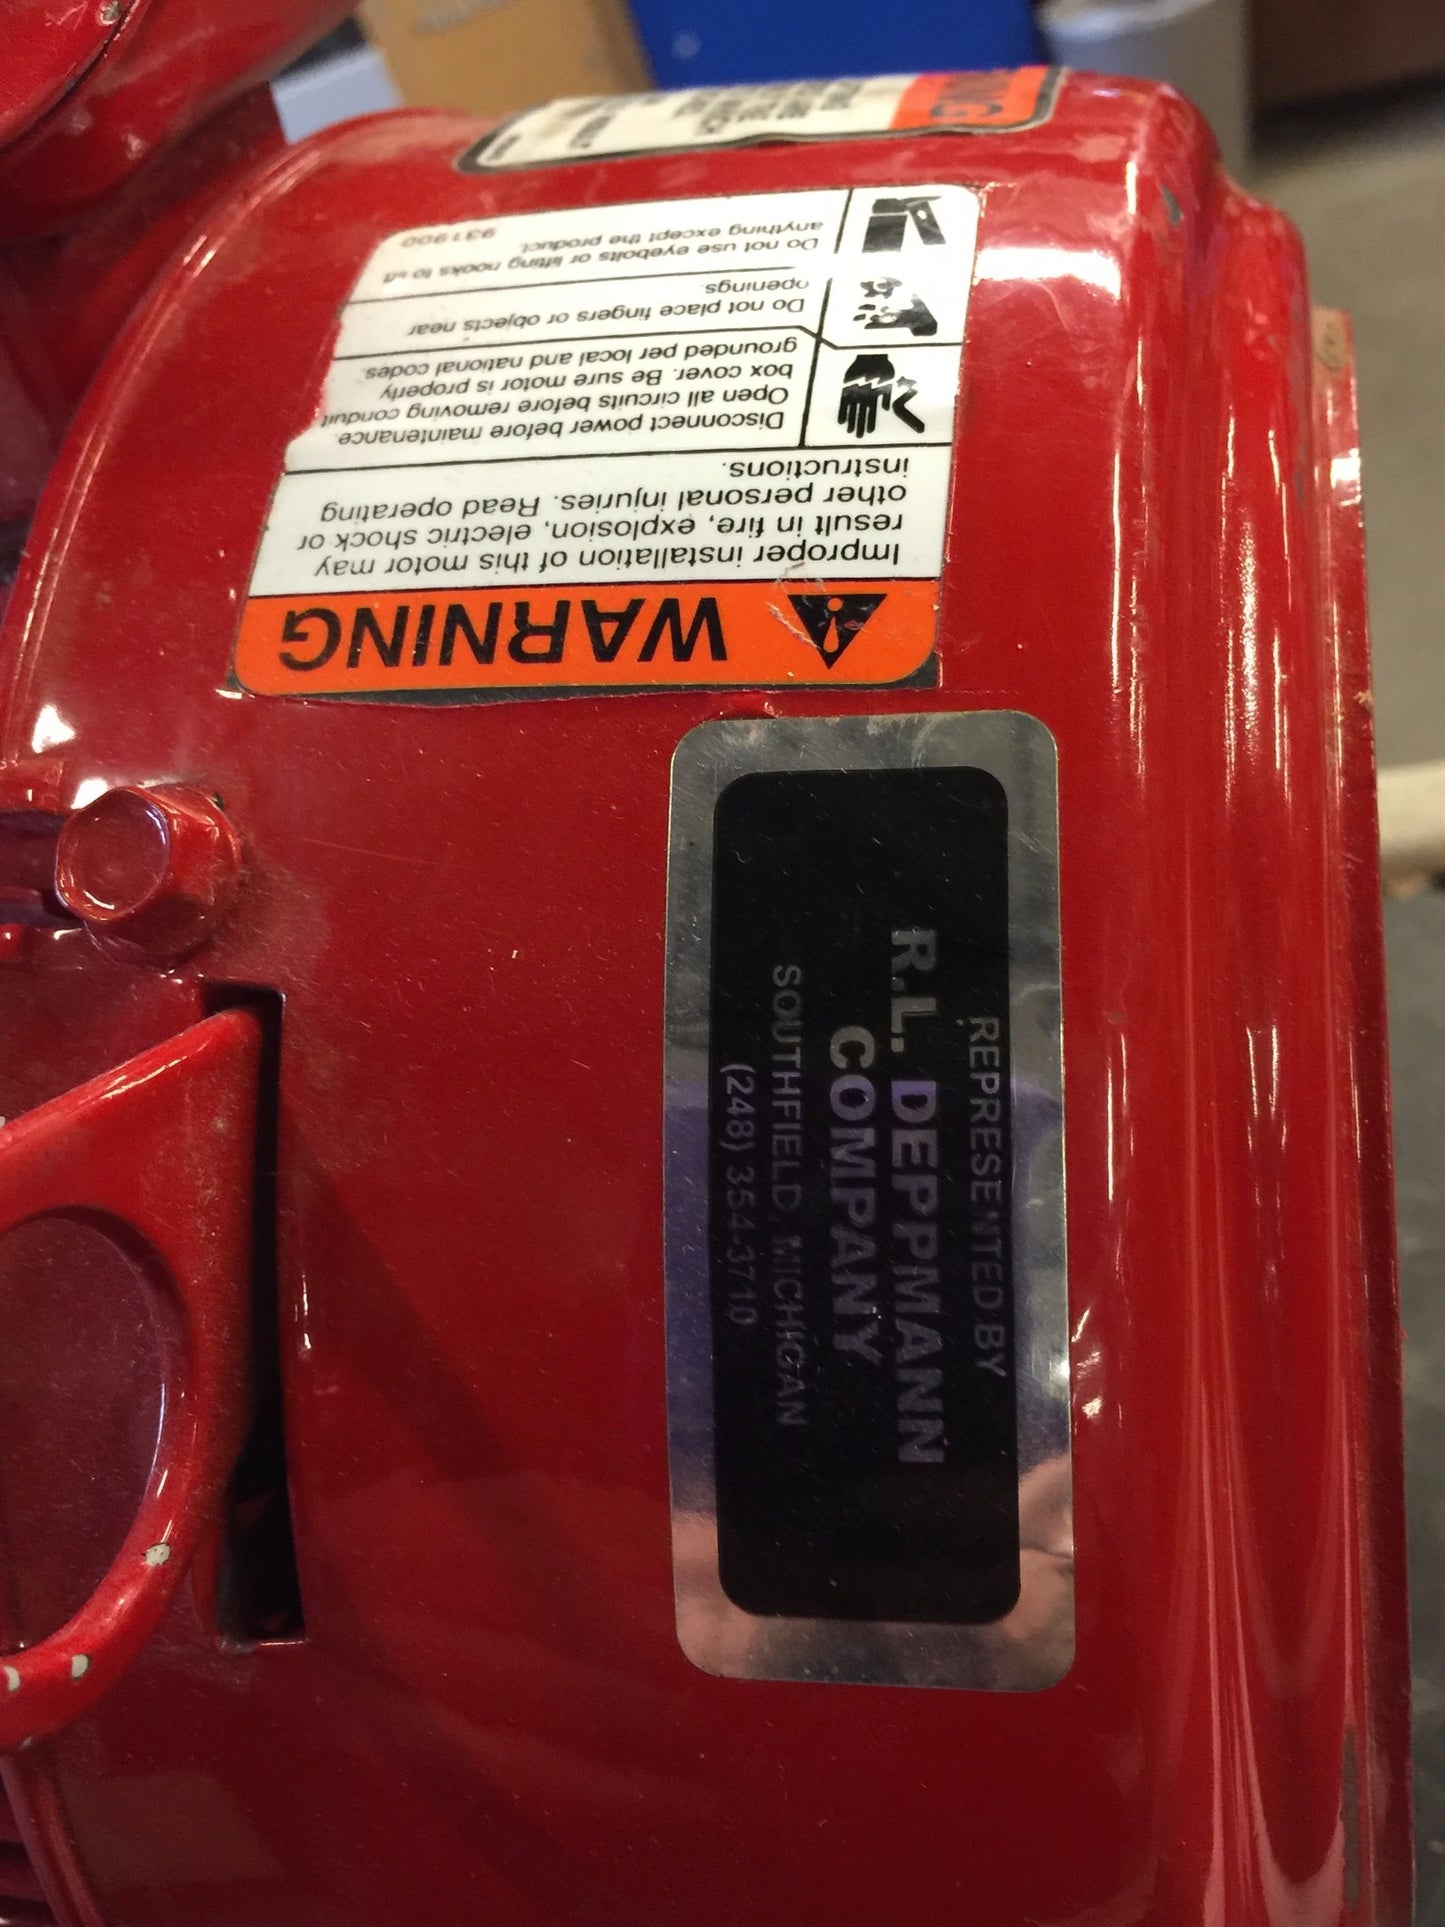 WARNING
Improper installation of this motor may
result in fire, explosion, electric shock or
other personal injuries. Read operating
instructions.
Disconnect power before maintenance.
Open all circuits before removing conduit
box cover. Be sure motor is properly
grounded per local and national codes.
Do not place fingers or objects near
openings.
Do not use eyebolts or lifting hooks to lift
anything except the product.
931900
REPRESENTED BY
R.L. DEPPMANN
COMPANY
SOUTHFIELD, MICHIGAN
(248) 354-3710